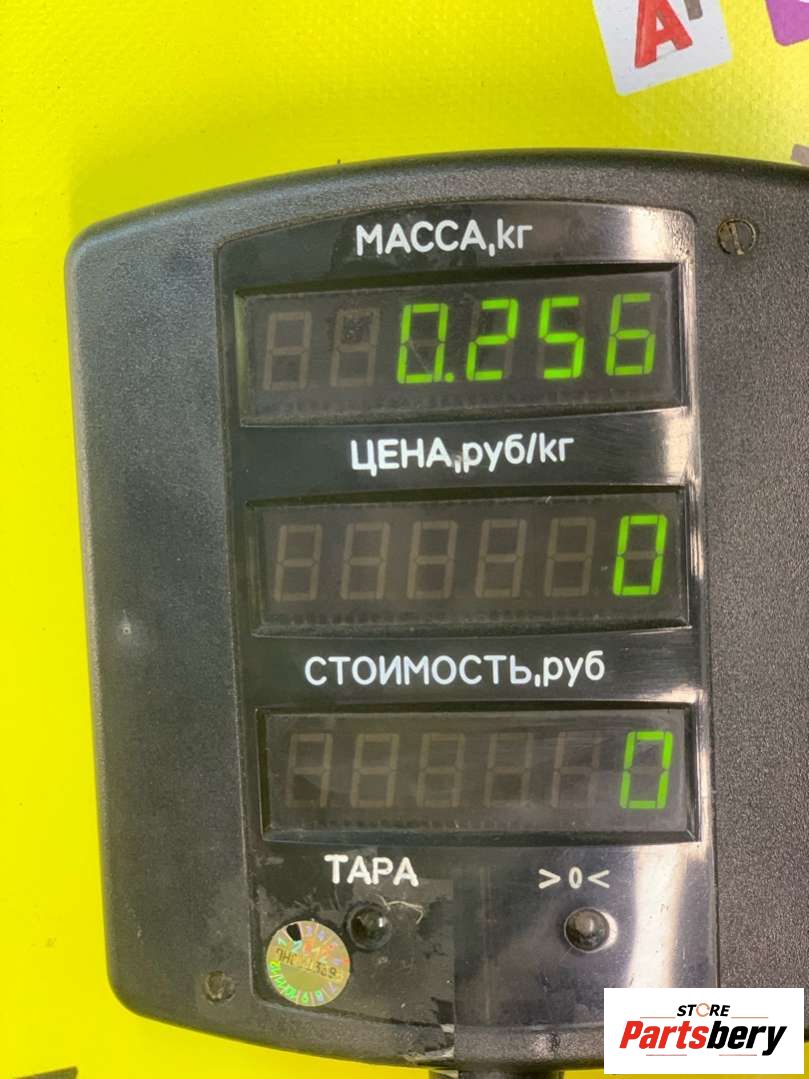 МАССА,кг
0.256
ЦЕНА,руб/кг
0
СТОИМОСТЬ,руб
0
ТАРА >0<
STORE
Partsbery